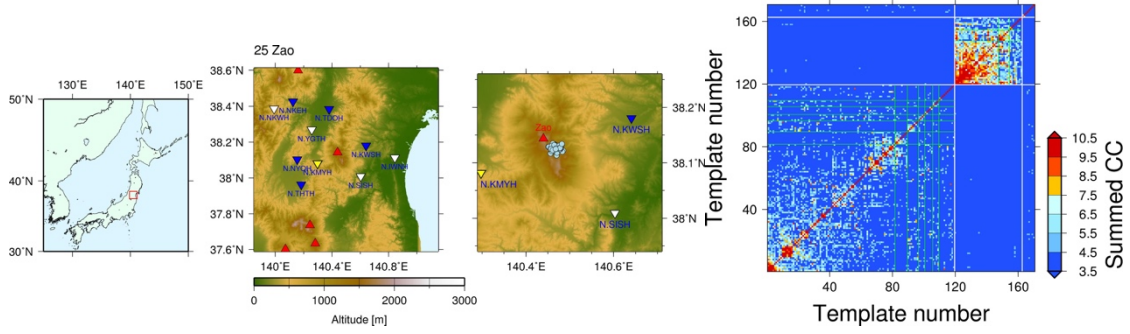 130˚E 140˚E 150˚E
50˚N
40˚N
30˚N
25 Zao
38.6˚N
38.4˚N
38.2˚N
38˚N
37.8˚N
37.6˚N
N.NKEH
N.NKWH
N.TODH
N.YGTH
N.KWSH
N.KMYH
N.SISH
N.THTH
140˚E 140.4˚E 140.8˚E
0 1000 2000 3000
Altitude [m]
Zao
N.KWSH
N.KMYH
N.SISH
38.2˚N
38.1˚N
38˚N
140.4˚E 140.6˚E
Template number
160
120
80
40
40 80 120 160
Template number
10.5
9.5
8.5
7.5
6.5
5.5
4.5
3.5
Summed CC